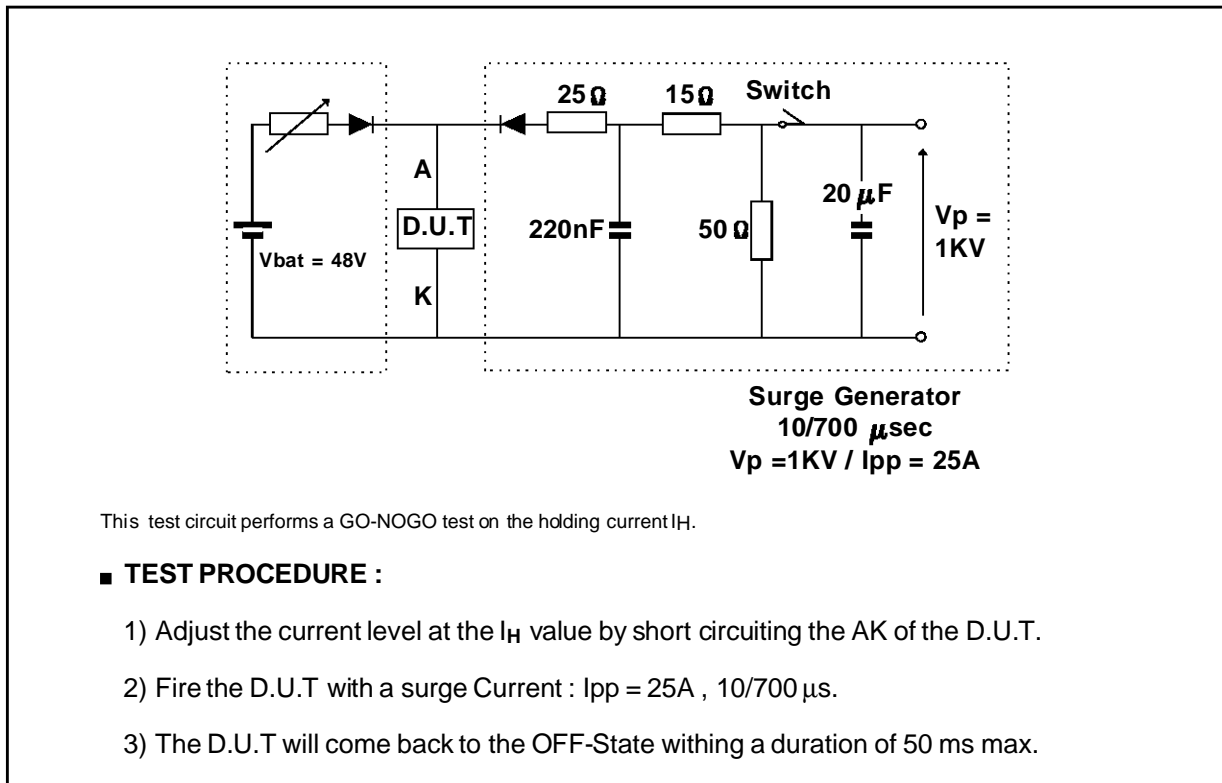 25Ω
15Ω
Switch
A
D.U.T
K
Vbat = 48V
220nF
50Ω
20 μF
Vp =
1KV
Surge Generator
10/700 μsec
Vp =1KV / Ipp = 25A
This test circuit performs a GO-NOGO test on the holding current IH.
■ TEST PROCEDURE :
1) Adjust the current level at the IH value by short circuiting the AK of the D.U.T.
2) Fire the D.U.T with a surge Current : Ipp = 25A , 10/700 μs.
3) The D.U.T will come back to the OFF-State withing a duration of 50 ms max.